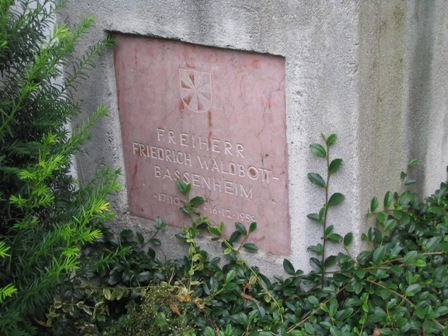 FREIHERR
FRIEDRICH WALDBOTT-
BASSENHEIM